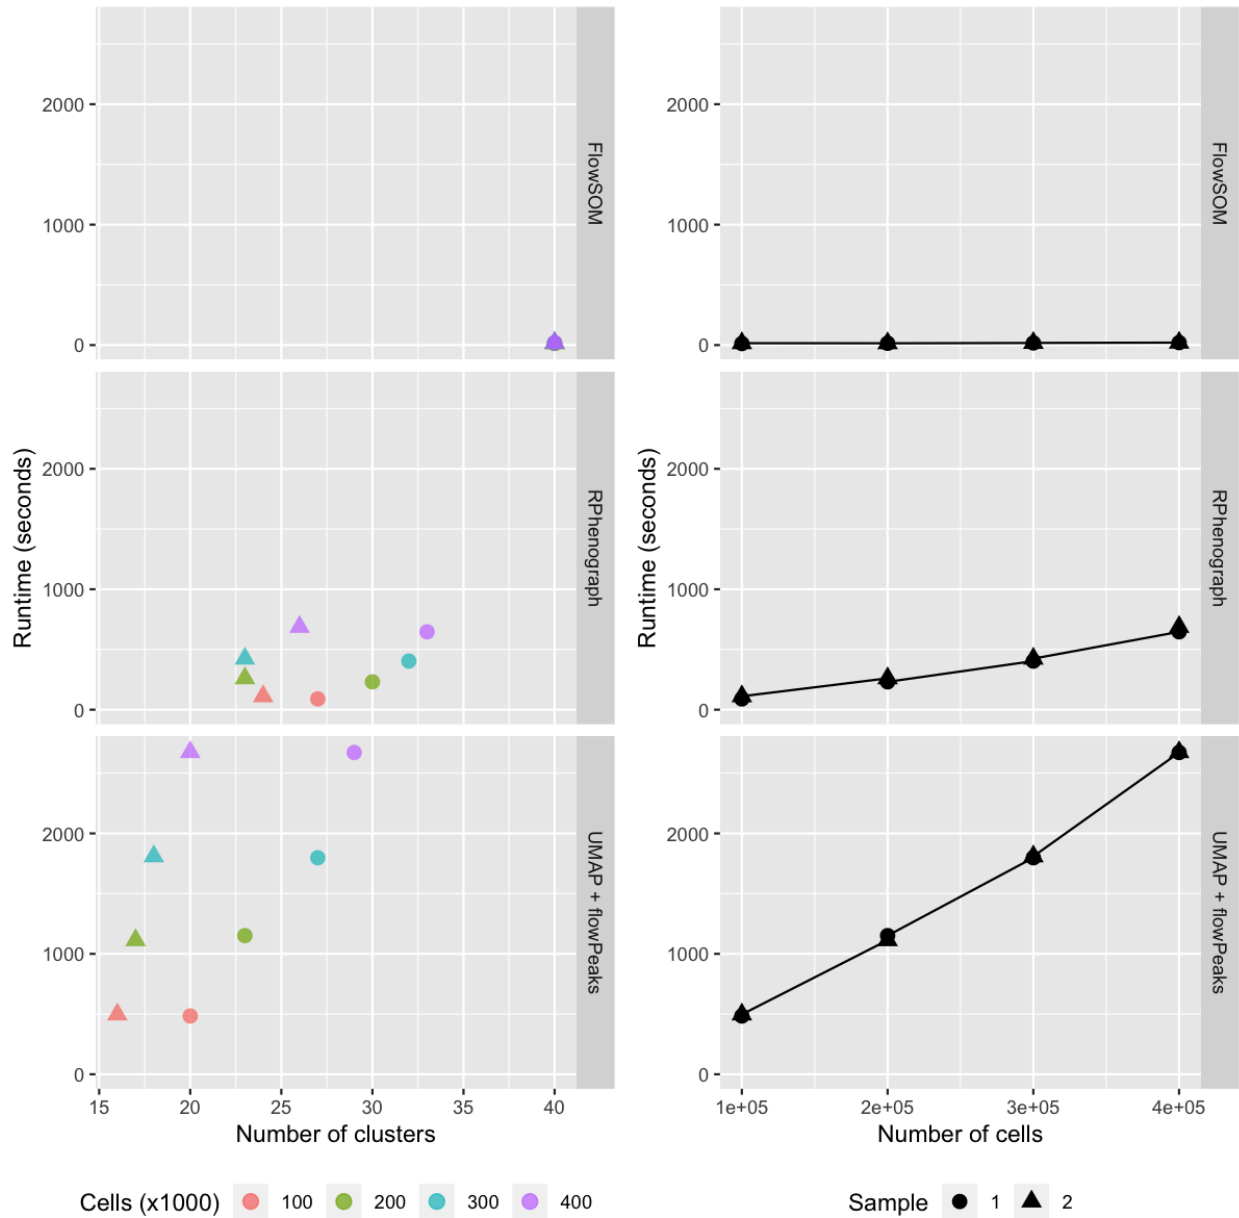 2000
1000
0
FlowSOM
2000
1000
0
FlowSOM
Runtime (seconds)
2000
1000
0
RPhenograph
Runtime (seconds)
2000
1000
0
RPhenograph
2000
1000
0
UMAP + flowPeaks
2000
1000
0
UMAP + flowPeaks
15 20 25 30 35 40
Number of clusters
1e+05 2e+05 3e+05 4e+05
Number of cells
Cells (x1000) 100 200 300 400
Sample 1 2